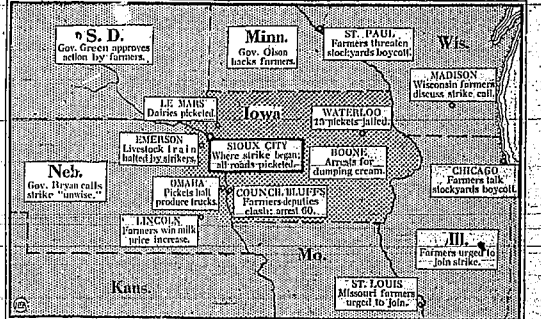 S. D.
Gov. Green approves
action by farmers.
Minn.
Gov. Olson
backs farmers.
ST. PAUL
Farmers threaten
stockyards boycott.
Wis.
MADISON
Wisconsin farmers
discuss strike call.
LE MARS
Dairies picketed.
Iowa
WATERLOO
15 pickets jailed.
EMERSON
Livestock train
halted by strikers.
SIOUX CITY
Where strike began;
all roads picketed.
BOONE
Arrests for
dumping cream.
Neb.
Gov. Bryan calls
strike "unwise."
CHICAGO
Farmers talk
stockyards boycott.
OMAHA
Pickets halt
produce trucks.
COUNCIL BLUFFS
Farmers-deputies
clash; arrest 60.
LINCOLN
Farmers win milk
price increase.
Ill.
Farmers urged to
join strike.
Mo.
Kans.
ST. LOUIS
Missouri farmers
urged to join.